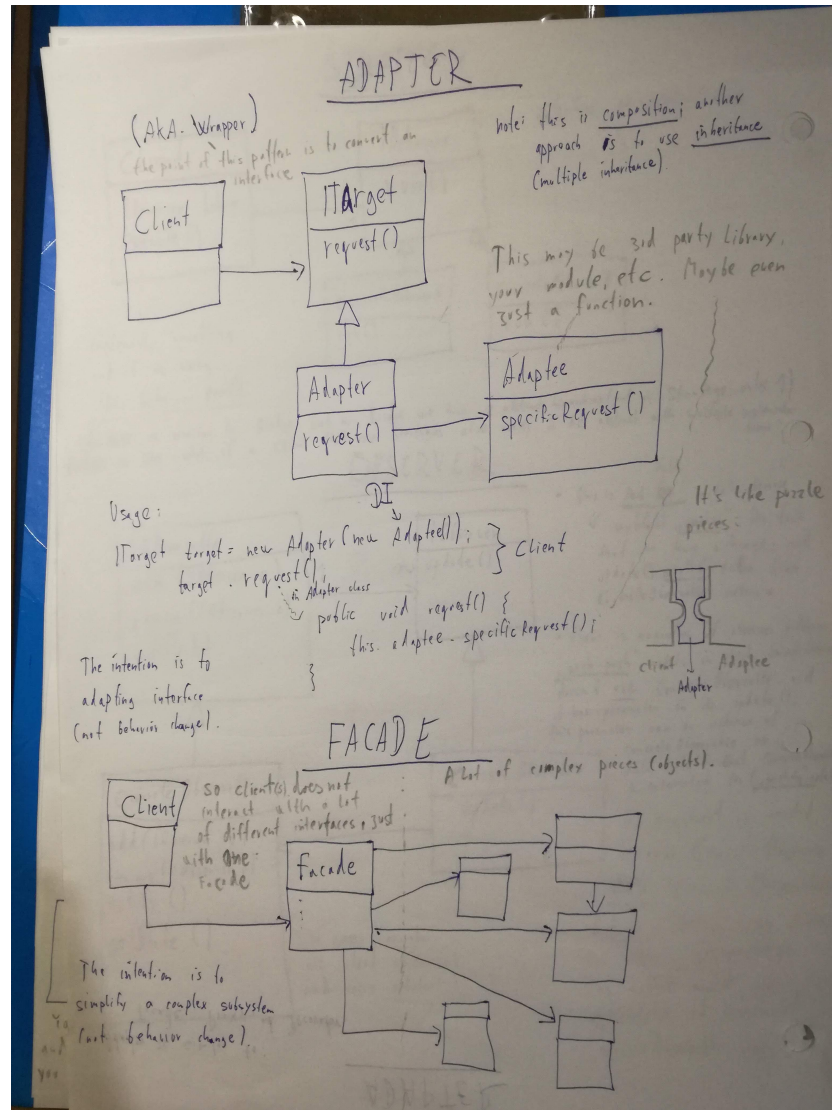 ADAPTER
(AKA. Wrapper)
the point of this pattern is to convert an
interface
note: this is composition; another
approach is to use inheritance
(multiple inheritance).
Client
ITArget
request()
This may be 3rd party library,
your module, etc. Maybe even
just a function.
Adapter
request()
Adaptee
specificRequest()
DI
Usage:
ITarget target = new Adapter(new Adaptee());
target.request();
} Client
in Adapter class
public void request() {
this.adaptee.specificRequest();
}
It's like puzzle
pieces:
client
Adaptee
Adapter
The intention is to
adapting interface
(not behavior change).
FACADE
A lot of complex pieces (objects).
Client
so client(s) does not
interact with a lot
of different interfaces, just
with one
Facade
Facade
The intention is to
simplify a complex subsystem
(not behavior change).